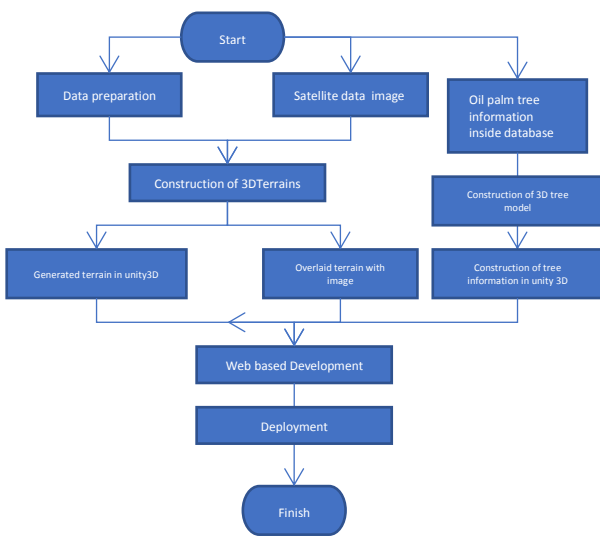 Start
Data preparation
Satellite data image
Oil palm tree
information
inside database
Construction of 3DTerrains
Construction of 3D tree
model
Generated terrain in unity3D
Overlaid terrain with
image
Construction of tree
information in unity 3D
Web based Development
Deployment
Finish